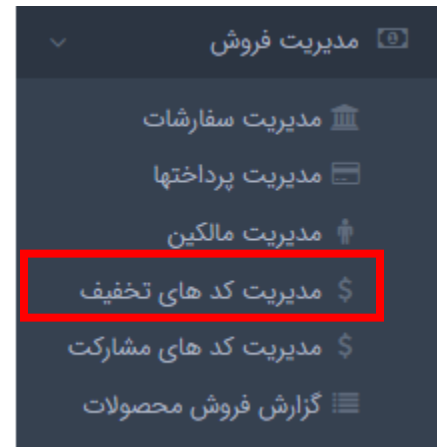 مدیریت فروش
مدیریت سفارشات
مدیریت پرداختها
مدیریت مالکین
مدیریت کد های تخفیف
مدیریت کد های مشارکت
گزارش فروش محصولات